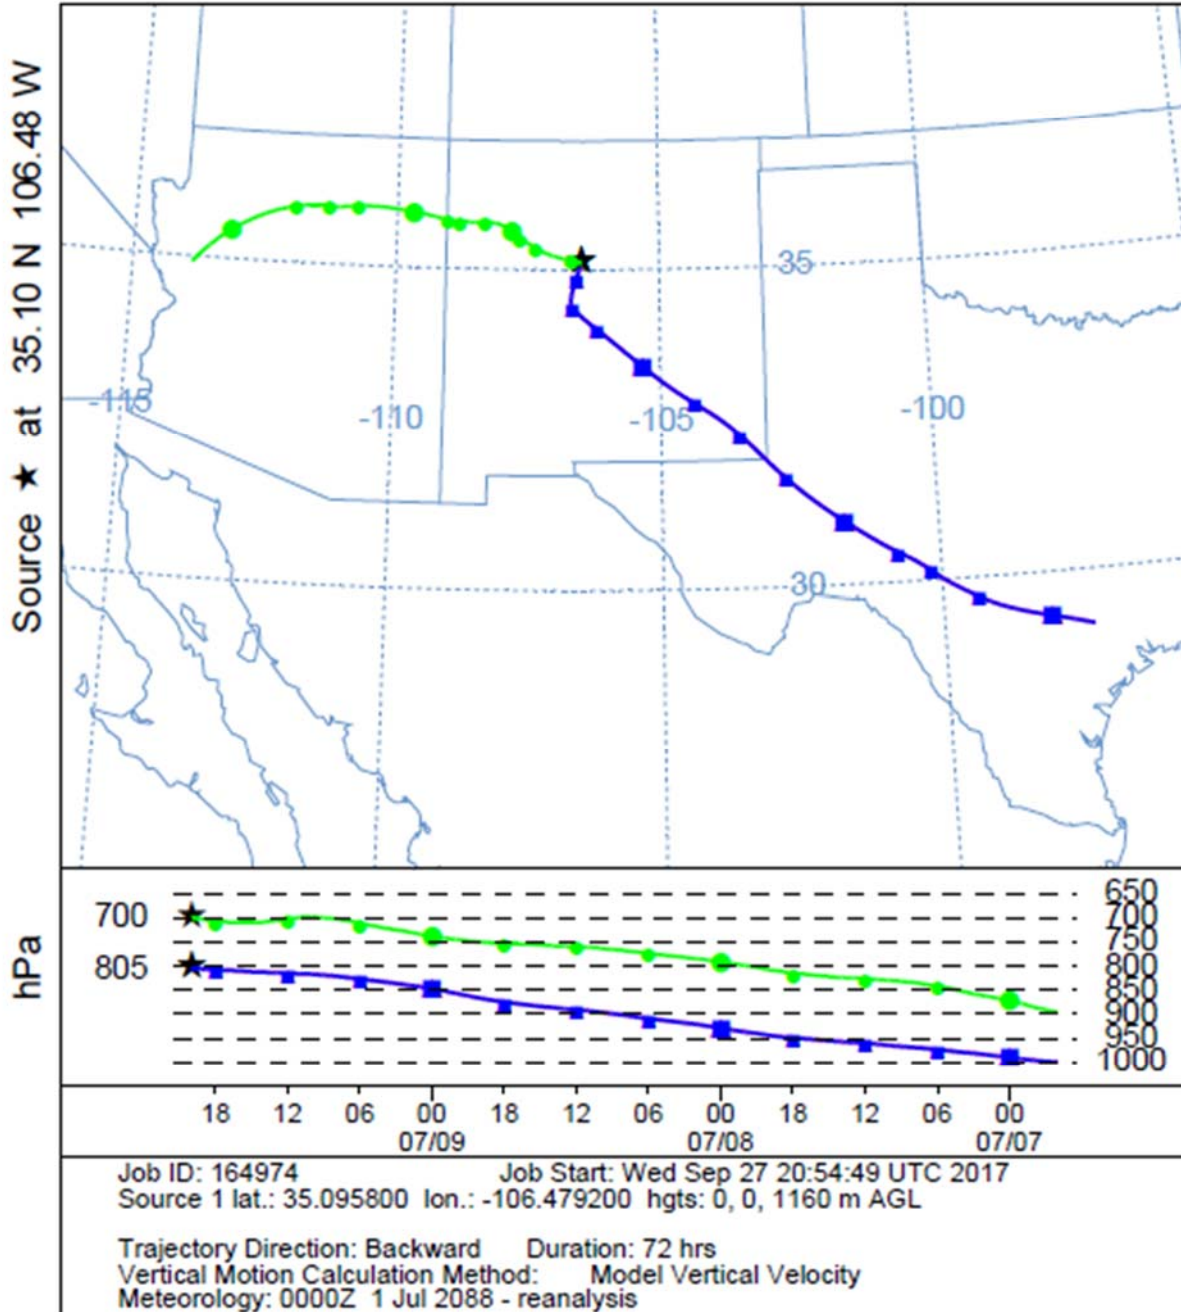 Source ★ at 35.10 N 106.48 W
35
-115
-110
-105
-100
30
hPa
700
805
650
700
750
800
850
900
950
1000
18 12 06 00 18 12 06 00 18 12 06 00
07/09 07/08 07/07
Job ID: 164974 Job Start: Wed Sep 27 20:54:49 UTC 2017
Source 1 lat.: 35.095800 lon.: -106.479200 hgts: 0, 0, 1160 m AGL
Trajectory Direction: Backward Duration: 72 hrs
Vertical Motion Calculation Method: Model Vertical Velocity
Meteorology: 0000Z 1 Jul 2088 - reanalysis